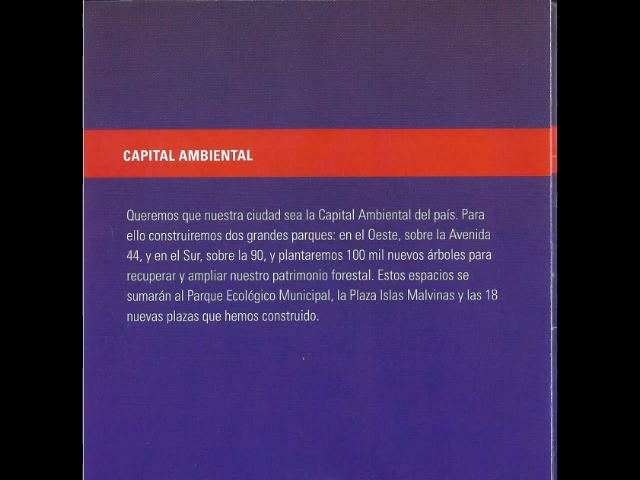 CAPITAL AMBIENTAL
Queremos que nuestra ciudad sea la Capital Ambiental del país. Para
ello construiremos dos grandes parques: en el Oeste, sobre la Avenida
44, y en el Sur, sobre la 90, y plantaremos 100 mil nuevos árboles para
recuperar y ampliar nuestro patrimonio forestal. Estos espacios se
sumarán al Parque Ecológico Municipal, la Plaza Islas Malvinas y las 18
nuevas plazas que hemos construido.